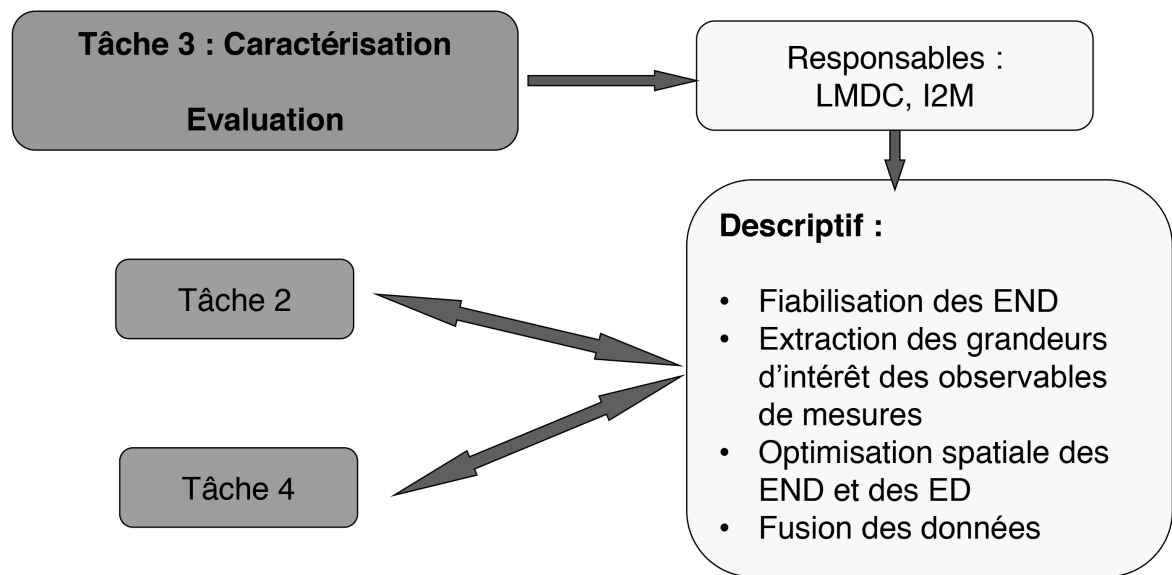 Tâche 3 : Caractérisation
Evaluation
Responsables :
LMDC, I2M
Descriptif :
• Fiabilisation des END
• Extraction des grandeurs
d’intérêt des observables
de mesures
• Optimisation spatiale des
END et des ED
• Fusion des données
Tâche 2
Tâche 4